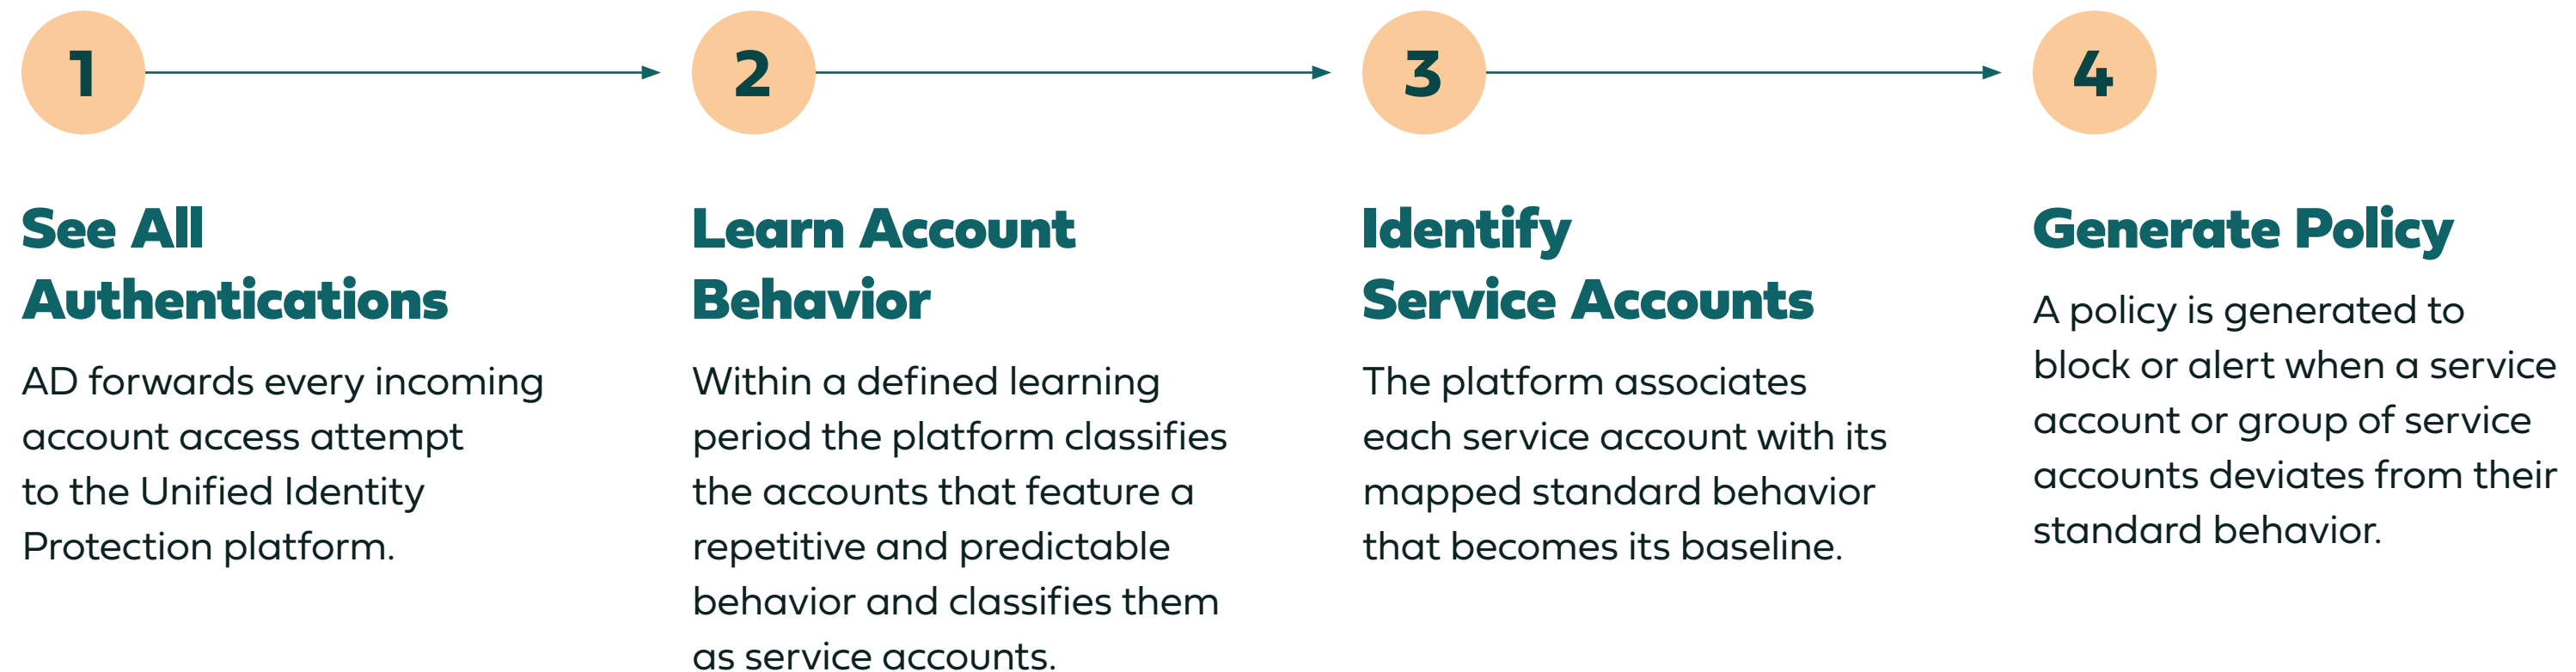 1
See All
Authentications
AD forwards every incoming
account access attempt
to the Unified Identity
Protection platform.
2
Learn Account
Behavior
Within a defined learning
period the platform classifies
the accounts that feature a
repetitive and predictable
behavior and classifies them
as service accounts.
3
Identify
Service Accounts
The platform associates
each service account with its
mapped standard behavior
that becomes its baseline.
4
Generate Policy
A policy is generated to
block or alert when a service
account or group of service
accounts deviates from their
standard behavior.